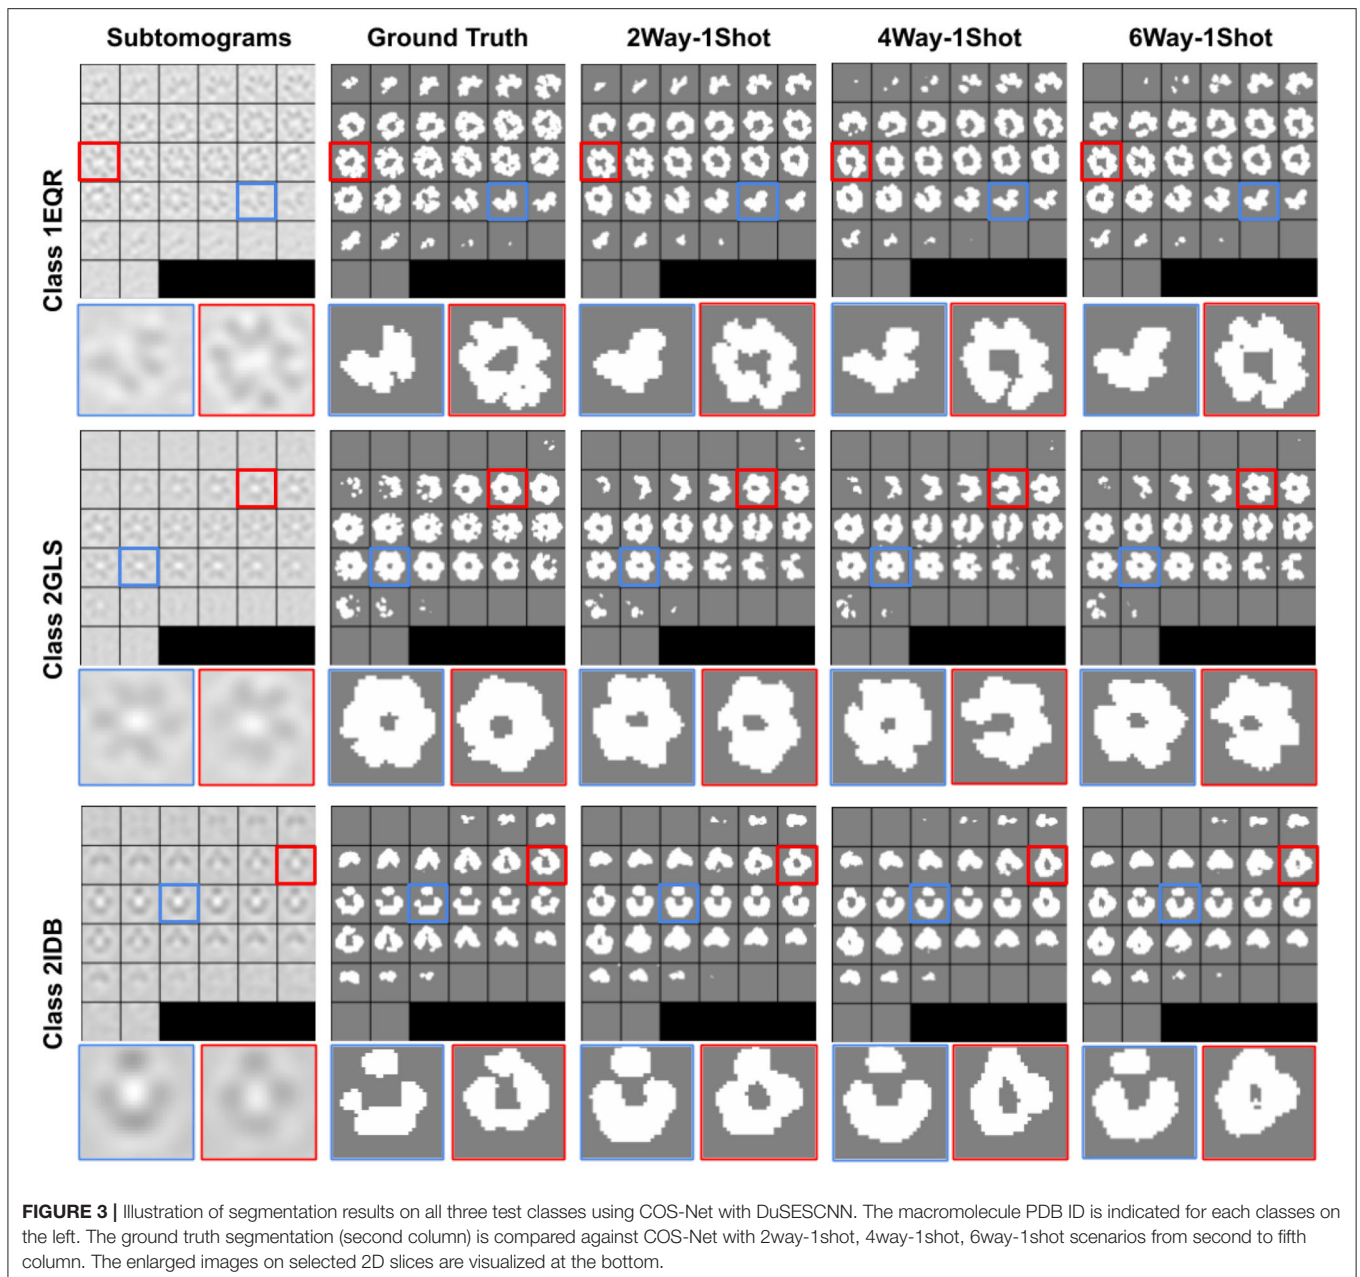 Subtomograms Ground Truth 2Way-1Shot 4Way-1Shot 6Way-1Shot
Class 1EQR
Class 2GLS
Class 2IDB
FIGURE 3 | Illustration of segmentation results on all three test classes using COS-Net with DuSESCNN. The macromolecule PDB ID is indicated for each classes on
the left. The ground truth segmentation (second column) is compared against COS-Net with 2way-1shot, 4way-1shot, 6way-1shot scenarios from second to fifth
column. The enlarged images on selected 2D slices are visualized at the bottom.